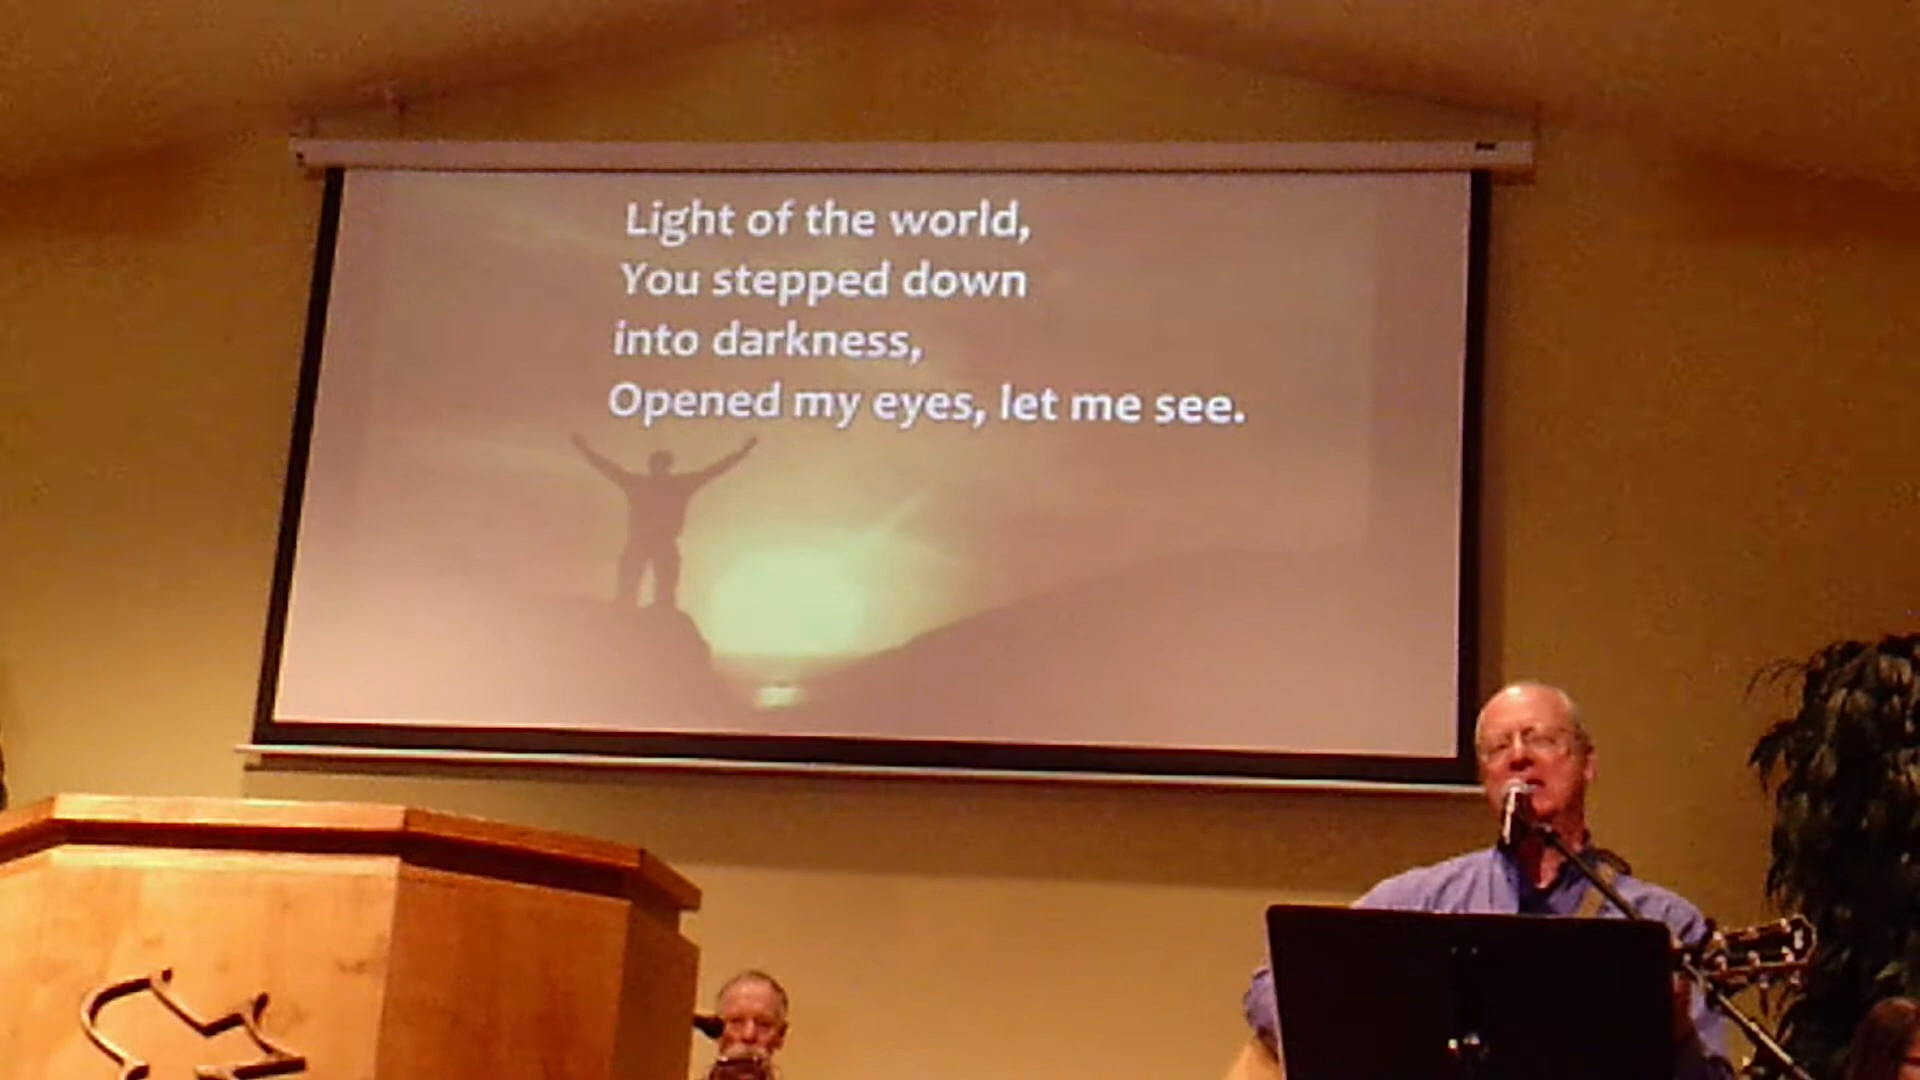 Light of the world,
You stepped down
into darkness,
Opened my eyes, let me see.